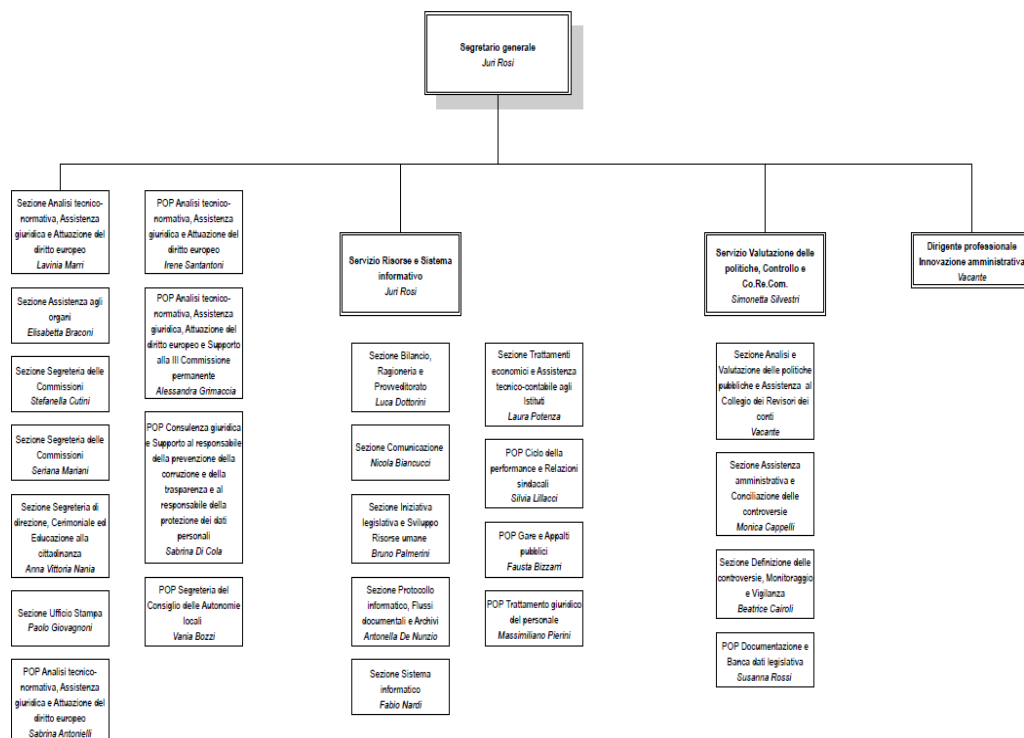 Segretario generale
Juri Rosi
Sezione Analisi tecnico-
normativa, Assistenza
giuridica e Attuazione del
diritto europeo
Lavinia Marri
Sezione Assistenza agli
organi
Elisabetta Braconi
Sezione Segreteria delle
Commissioni
Stefanella Cutini
Sezione Segreteria delle
Commissioni
Seriana Mariani
Sezione Segreteria di
direzione, Cerimoniale ed
Educazione alla
cittadinanza
Anna Vittoria Nania
Sezione Ufficio Stampa
Paolo Giovagnoni
POP Analisi tecnico-
normativa, Assistenza
giuridica e Attuazione del
diritto europeo
Sabrina Antonielli
POP Analisi tecnico-
normativa, Assistenza
giuridica e Attuazione del
diritto europeo
Irene Santantoni
POP Analisi tecnico-
normativa, Assistenza
giuridica, Attuazione del
diritto europeo e Supporto
alla III Commissione
permanente
Alessandra Grimaccia
POP Consulenza giuridica
e Supporto al responsabile
della prevenzione della
corruzione e della
trasparenza e al
responsabile della
protezione dei dati
personali
Sabrina Di Cola
POP Segreteria del
Consiglio delle Autonomie
locali
Vania Bozzi
Servizio Risorse e Sistema
informativo
Juri Rosi
Sezione Bilancio,
Ragioneria e
Provveditorato
Luca Dottorini
Sezione Comunicazione
Nicola Biancucci
Sezione Iniziativa
legislativa e Sviluppo
Risorse umane
Bruno Palmerini
Sezione Protocollo
informatico, Flussi
documentali e Archivi
Antonella De Nunzio
Sezione Sistema
informatico
Fabio Nardi
Sezione Trattamenti
economici e Assistenza
tecnico-contabile agli
Istituti
Laura Potenza
POP Ciclo della
performance e Relazioni
sindacali
Silvia Lillacci
POP Gare e Appalti
pubblici
Fausta Bizzarri
POP Trattamento giuridico
del personale
Massimiliano Pierini
Servizio Valutazione delle
politiche, Controllo e
Co.Re.Com.
Simonetta Silvestri
Sezione Analisi e
Valutazione delle politiche
pubbliche e Assistenza al
Collegio dei Revisori dei
conti
Vacante
Sezione Assistenza
amministrativa e
Conciliazione delle
controversie
Monica Cappelli
Sezione Definizione delle
controversie, Monitoraggio
e Vigilanza
Beatrice Cairoli
POP Documentazione e
Banca dati legislativa
Susanna Rossi
Dirigente professionale
Innovazione amministrativa
Vacante